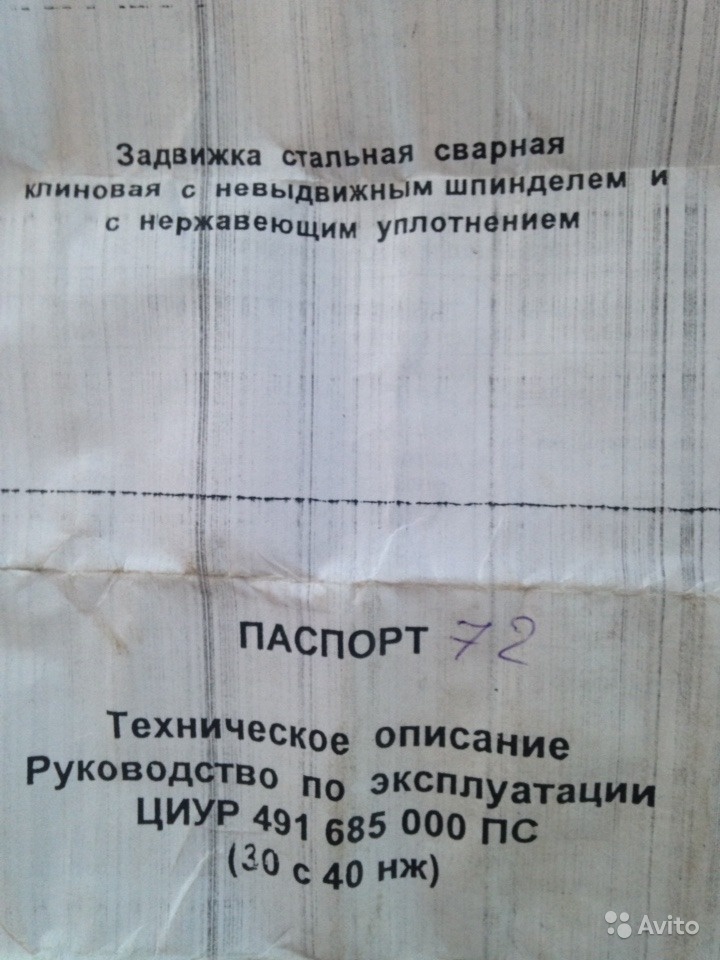 Задвижка стальная сварная
клиновая с невыдвижным шпинделем и
с нержавеющим уплотнением
ПАСПОРТ 72
Техническое описание
Руководство по эксплуатации
ЦИУР 491 685 000 ПС
(30 с 40 нж)
Avito